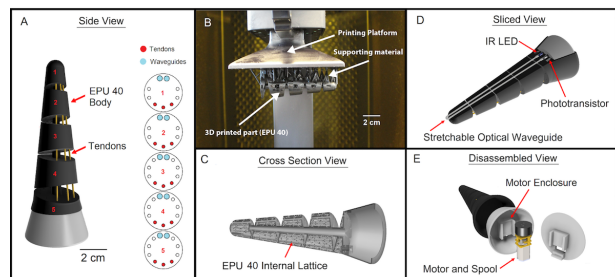 A
Side View
Tendons
Waveguides
1
2
3
4
5
EPU 40
Body
Tendons
2 cm
1
2
3
4
5
B
Printing Platform
Supporting material
3D printed part (EPU 40)
2 cm
C
Cross Section View
EPU 40 Internal Lattice
D
Sliced View
IR LED
Phototransistor
Stretchable Optical Waveguide
E
Disassembled View
Motor Enclosure
Motor and Spool